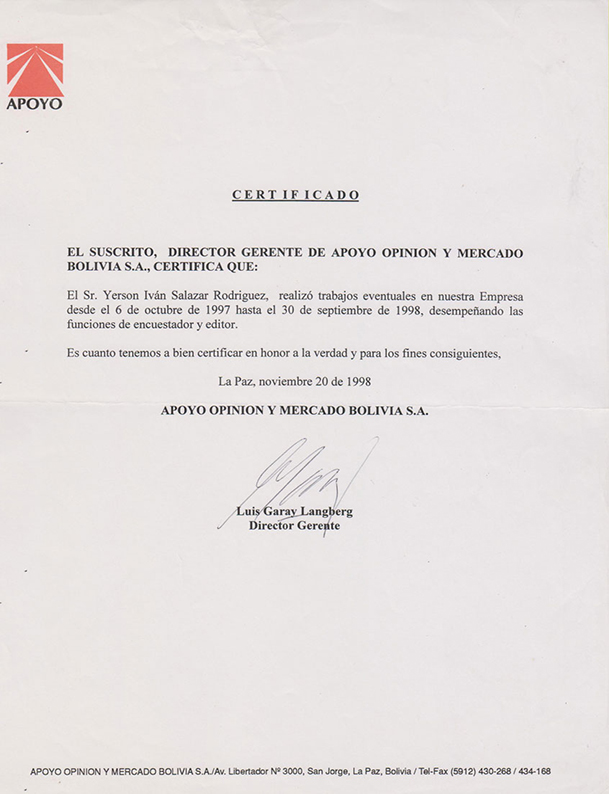 APOYO
CERTIFICADO
EL SUSCRITO, DIRECTOR GERENTE DE APOYO OPINION Y MERCADO
BOLIVIA S.A., CERTIFICA QUE:
El Sr. Yerson Iván Salazar Rodriguez, realizó trabajos eventuales en nuestra Empresa
desde el 6 de octubre de 1997 hasta el 30 de septiembre de 1998, desempeñando las
funciones de encuestador y editor.
Es cuanto tenemos a bien certificar en honor a la verdad y para los fines consiguientes,
La Paz, noviembre 20 de 1998
APOYO OPINION Y MERCADO BOLIVIA S.A.
Luis Garay Langberg
Director Gerente
APOYO OPINION Y MERCADO BOLIVIA S.A./Av. Libertador Nº 3000, San Jorge, La Paz, Bolivia / Tel-Fax (5912) 430-268 / 434-168